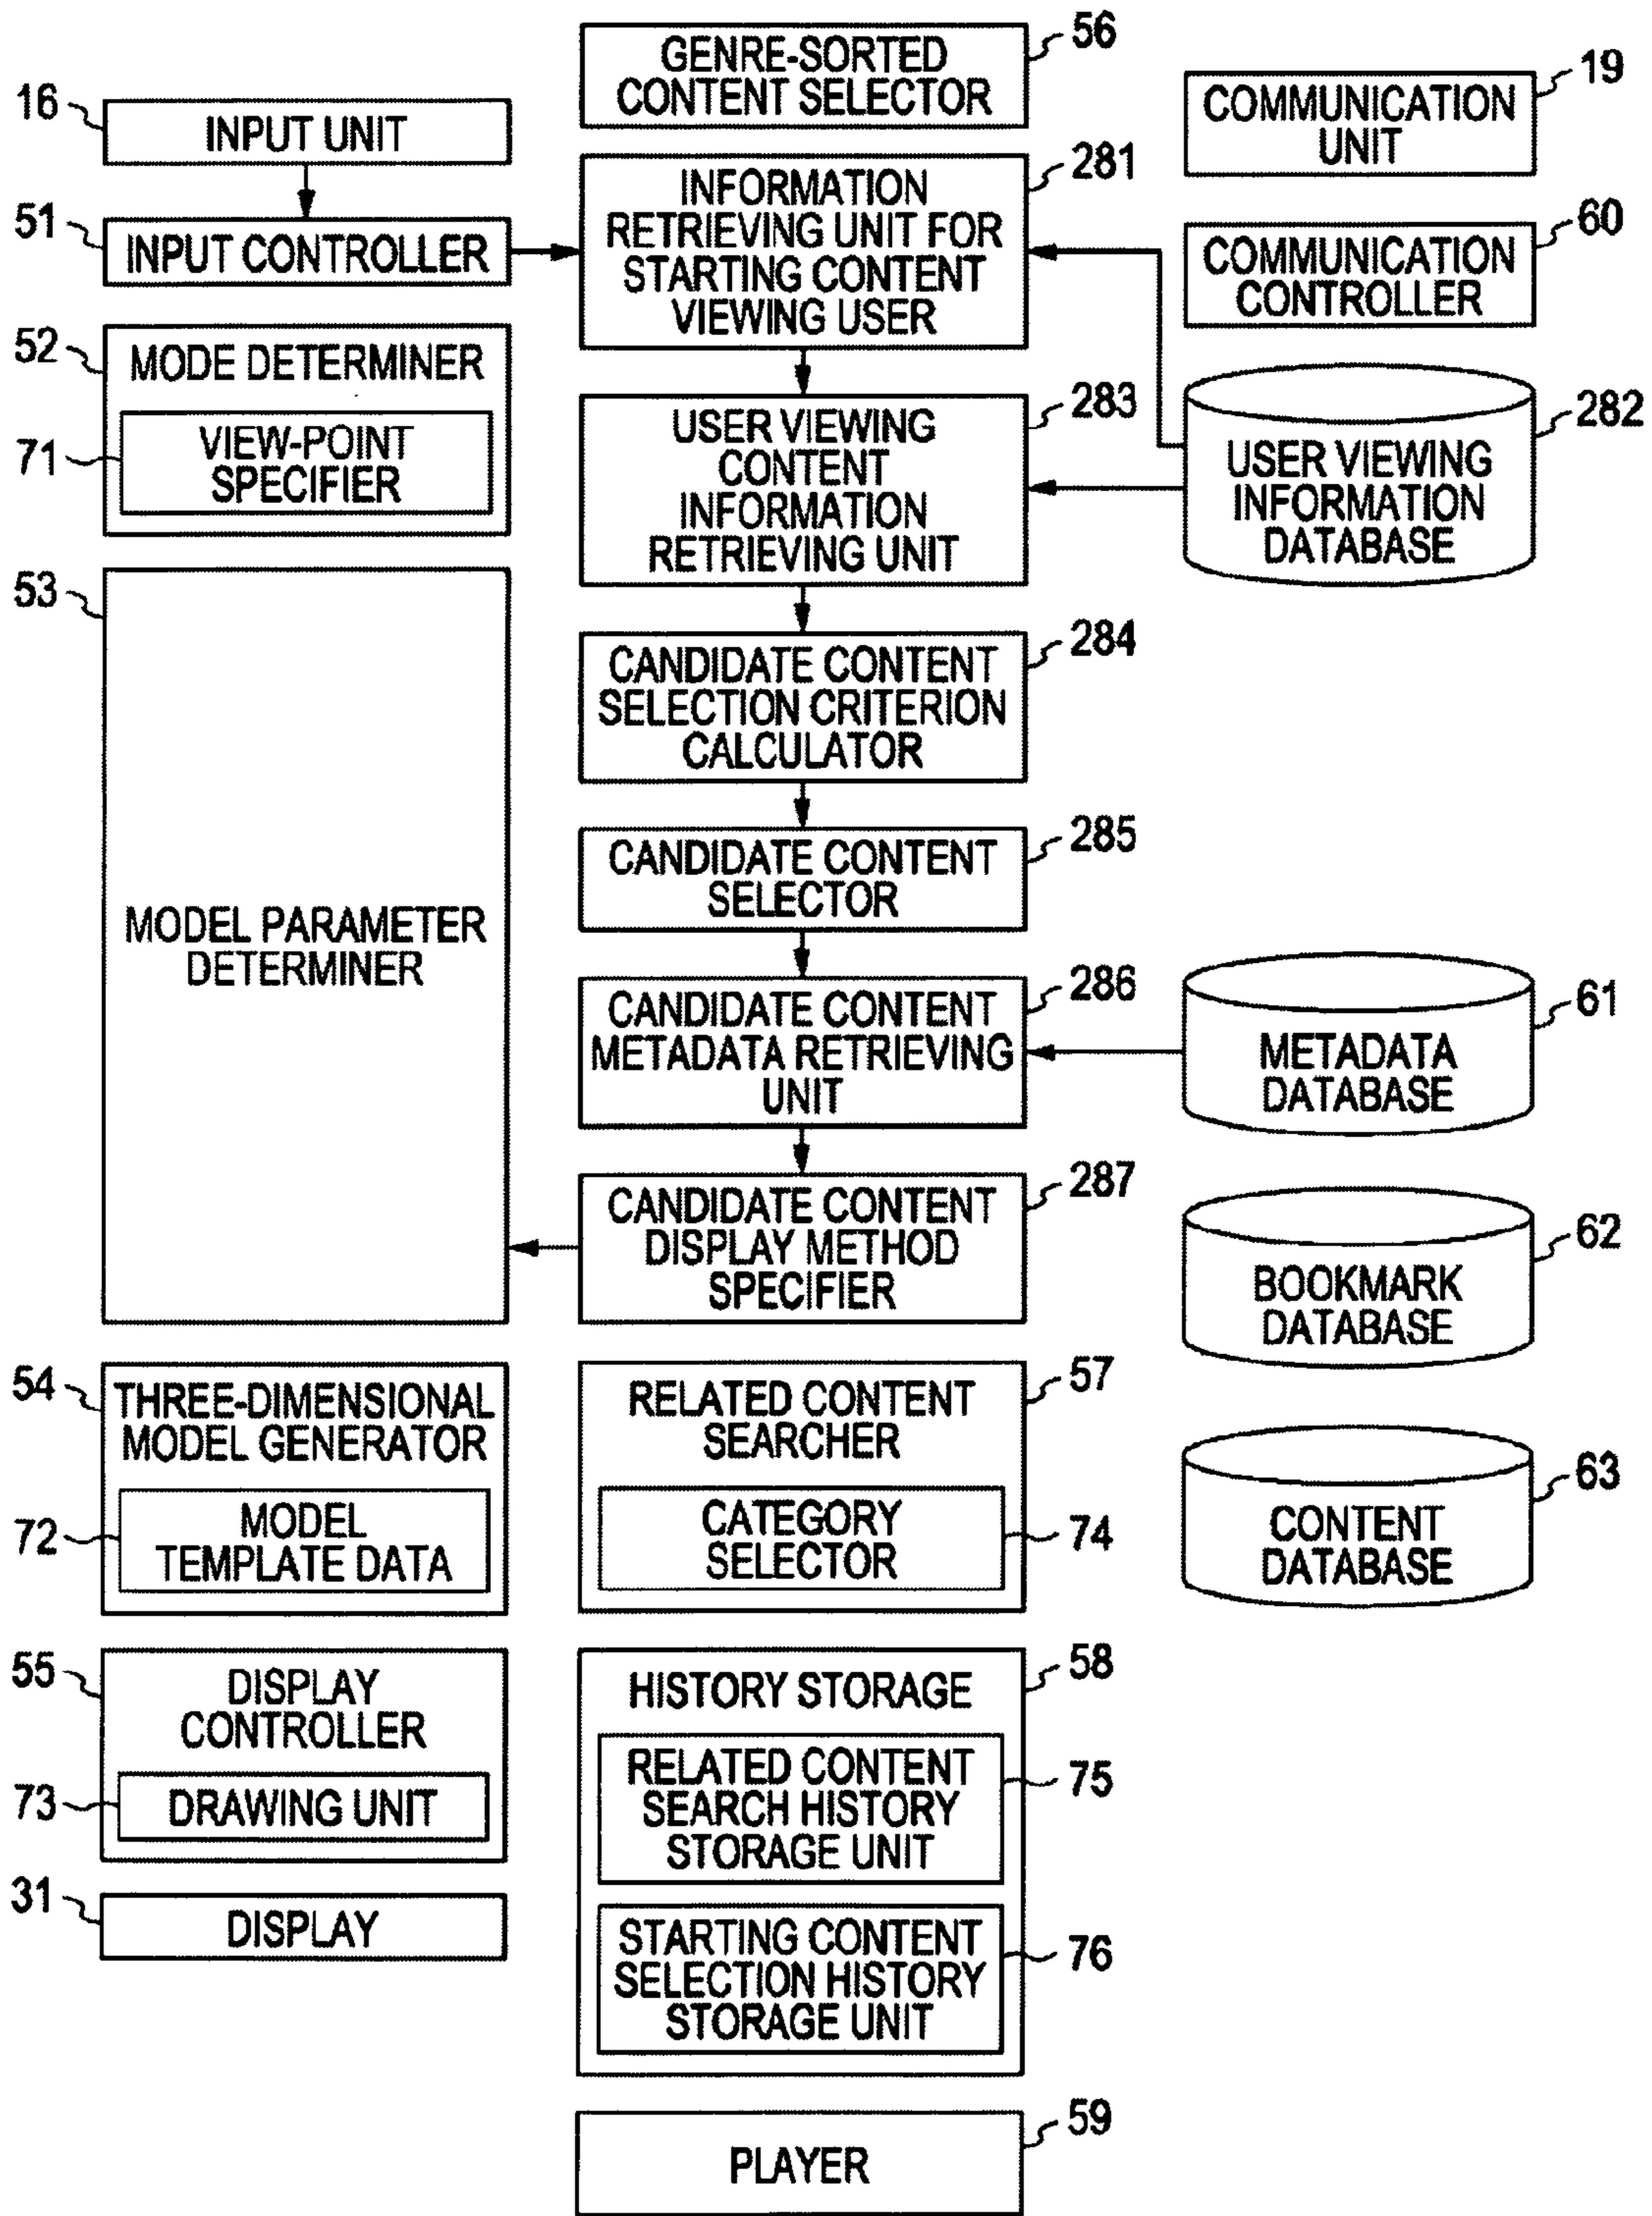 56
GENRE-SORTED
CONTENT SELECTOR
16
INPUT UNIT
19
COMMUNICATION
UNIT
281
INFORMATION
RETRIEVING UNIT FOR
STARTING CONTENT
VIEWING USER
51
INPUT CONTROLLER
60
COMMUNICATION
CONTROLLER
52
MODE DETERMINER
71
VIEW-POINT
SPECIFIER
283
USER VIEWING
CONTENT
INFORMATION
RETRIEVING UNIT
282
USER VIEWING
INFORMATION
DATABASE
53
MODEL PARAMETER
DETERMINER
284
CANDIDATE CONTENT
SELECTION CRITERION
CALCULATOR
285
CANDIDATE CONTENT
SELECTOR
286
CANDIDATE CONTENT
METADATA RETRIEVING
UNIT
61
METADATA
DATABASE
287
CANDIDATE CONTENT
DISPLAY METHOD
SPECIFIER
62
BOOKMARK
DATABASE
54
THREE-DIMENSIONAL
MODEL GENERATOR
72
MODEL
TEMPLATE DATA
57
RELATED CONTENT
SEARCHER
74
CATEGORY
SELECTOR
63
CONTENT
DATABASE
55
DISPLAY
CONTROLLER
73
DRAWING UNIT
58
HISTORY STORAGE
75
RELATED CONTENT
SEARCH HISTORY
STORAGE UNIT
31
DISPLAY
76
STARTING CONTENT
SELECTION HISTORY
STORAGE UNIT
59
PLAYER